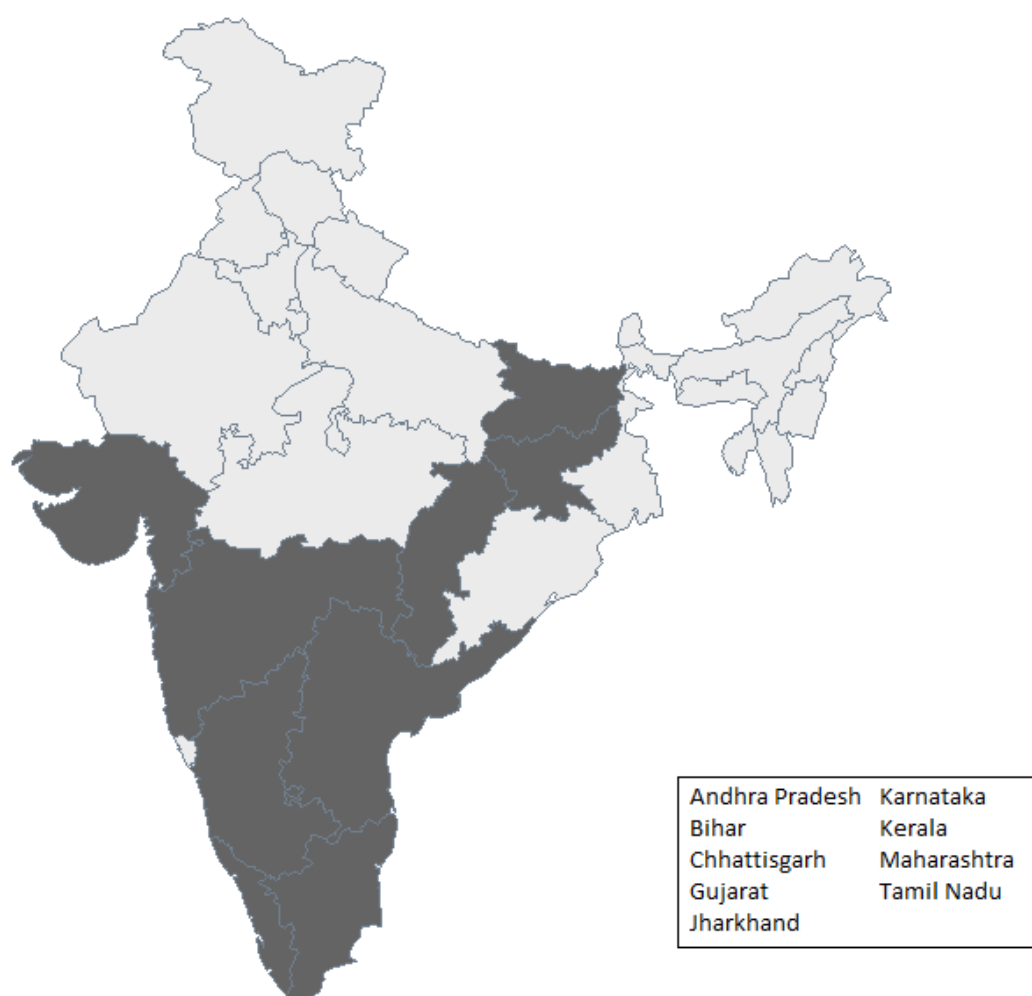 Andhra Pradesh Karnataka
Bihar Kerala
Chhattisgarh Maharashtra
Gujarat Tamil Nadu
Jharkhand